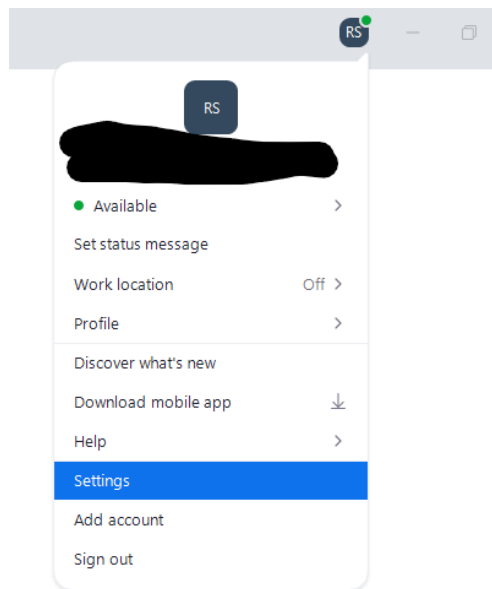 RS
RS
Available
Set status message
Work location Off
Profile
Discover what's new
Download mobile app
Help
Settings
Add account
Sign out